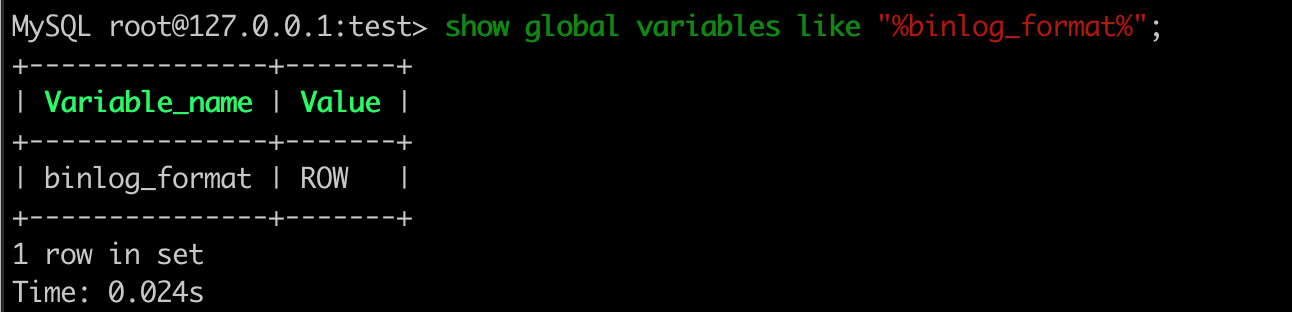 MySQL root@127.0.0.1:test> show global variables like "%binlog_format%";
+---------------+-------+
| Variable_name | Value |
+---------------+-------+
| binlog_format | ROW   |
+---------------+-------+
1 row in set
Time: 0.024s